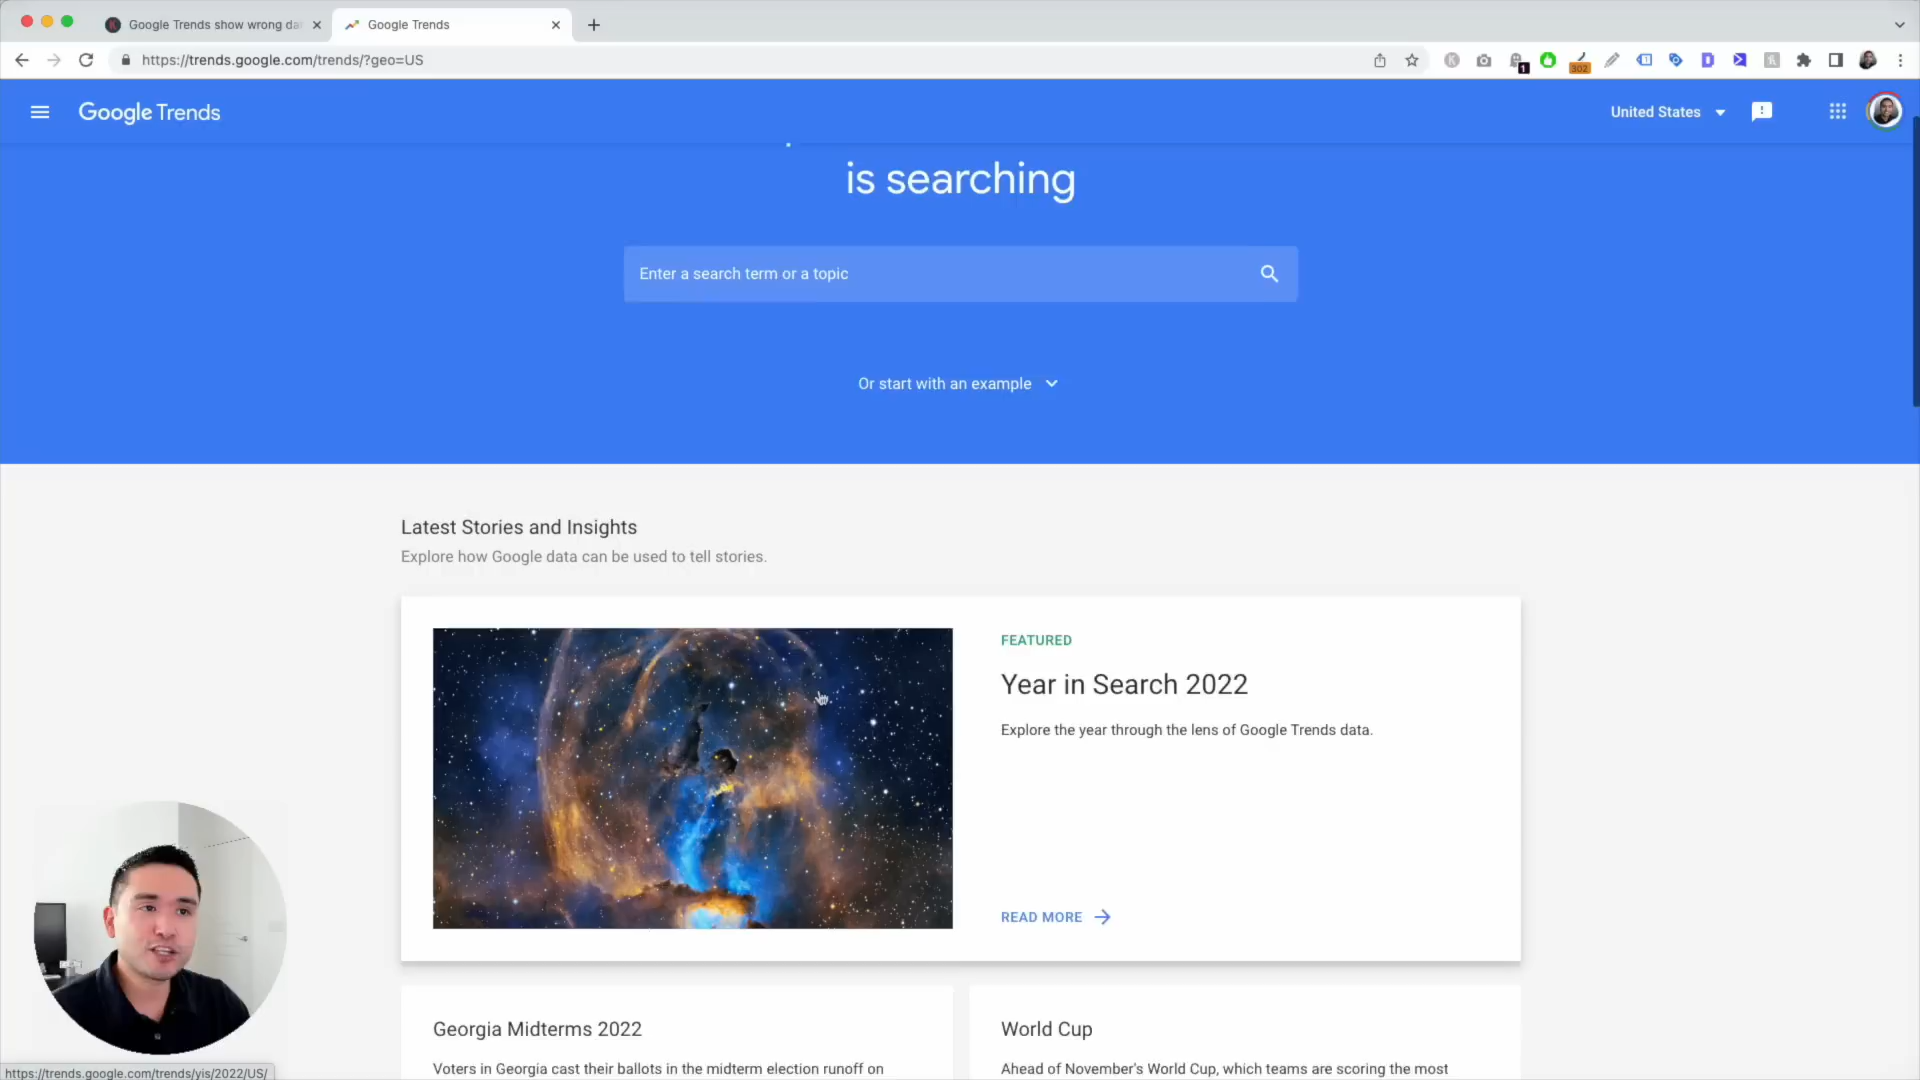 Google Trends show wrong da
Google Trends
https://trends.google.com/trends/?geo=US
1
302
Google Trends
United States
is searching
Enter a search term or a topic
Or start with an example
Latest Stories and Insights
Explore how Google data can be used to tell stories.
FEATURED
Year in Search 2022
Explore the year through the lens of Google Trends data.
READ MORE
Georgia Midterms 2022
Voters in Georgia cast their ballots in the midterm election runoff on
World Cup
Ahead of November's World Cup, which teams are scoring the most
https://trends.google.com/trends/yis/2022/US/